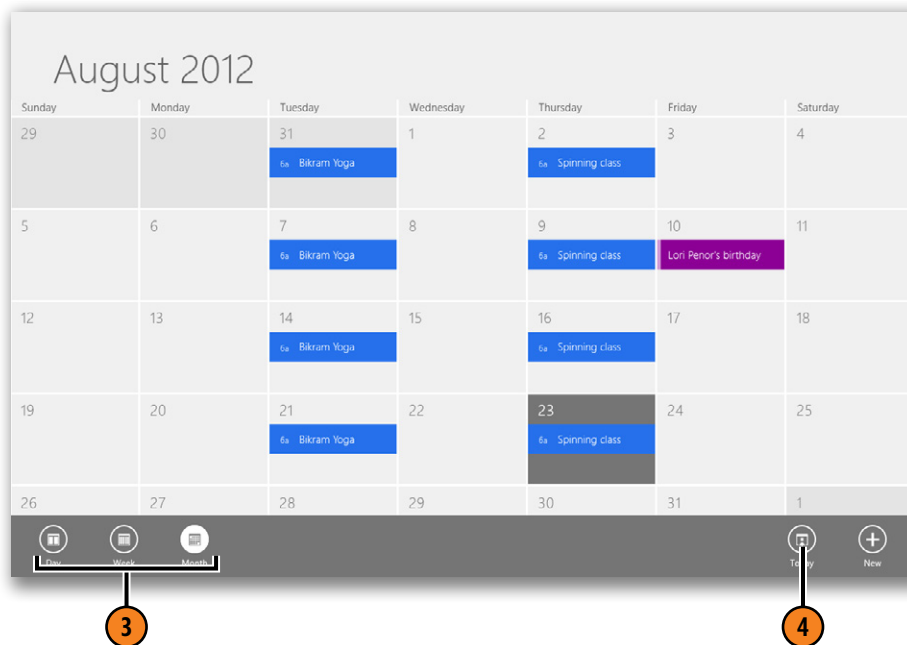 August 2012
Sunday Monday Tuesday Wednesday Thursday Friday Saturday
29 30 31 1 2 3 4
6a Bikram Yoga 6a Spinning class
5 6 7 8 9 10 11
6a Bikram Yoga 6a Spinning class Lori Penor's birthday
12 13 14 15 16 17 18
6a Bikram Yoga 6a Spinning class
19 20 21 22 23 24 25
6a Bikram Yoga 6a Spinning class
26 27 28 29 30 31 1
Day Week Month Today New
3 4